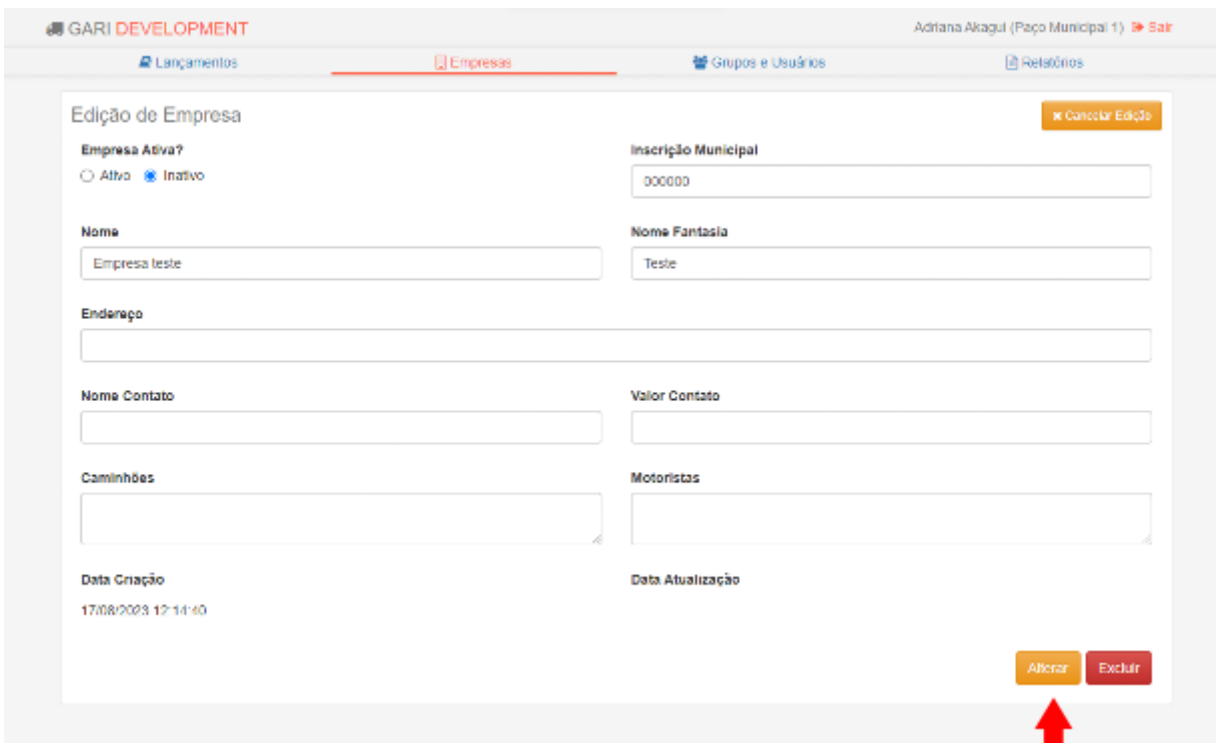 GARI DEVELOPMENT
Adriana Akagui (Paço Municipal 1) Sair
Lançamentos Empresas Grupos e Usuários Relatórios
Edição de Empresa
Cancelar Edição
Empresa Ativa? Inscrição Municipal
Ativo Inativo 000000
Nome Nome Fantasia
Empresa teste Teste
Endereço
Nome Contato Valor Contato
Caminhões Motoristas
Data Criação Data Atualização
17/08/2023 12:14:40
Alterar Excluir